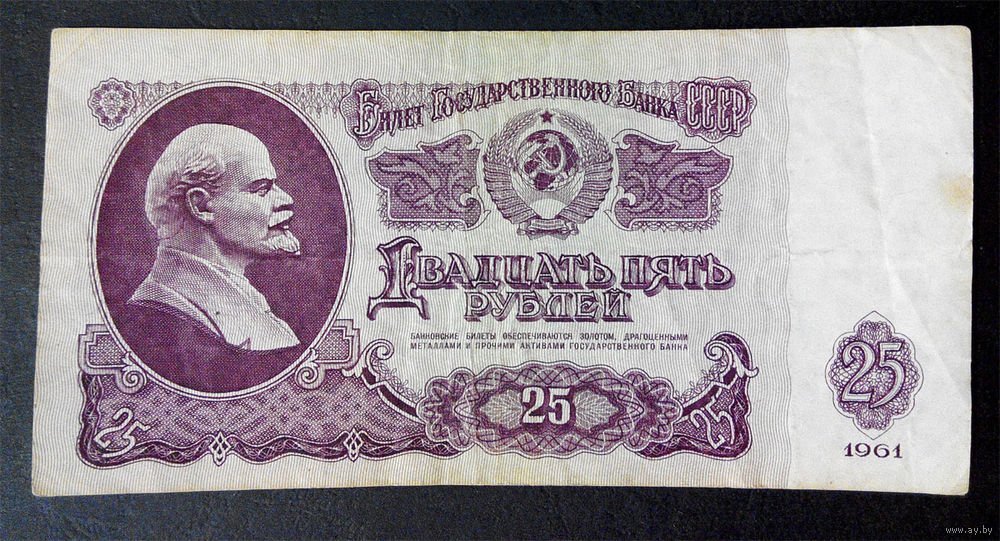 Билет Государственного Банка СССР
Двадцать пять
рублей
БАНКОВСКИЕ БИЛЕТЫ ОБЕСПЕЧИВАЮТСЯ ЗОЛОТОМ, ДРАГОЦЕННЫМИ
МЕТАЛЛАМИ И ПРОЧИМИ АКТИВАМИ ГОСУДАРСТВЕННОГО БАНКА
25
25
25
25
1961
www.ay.by